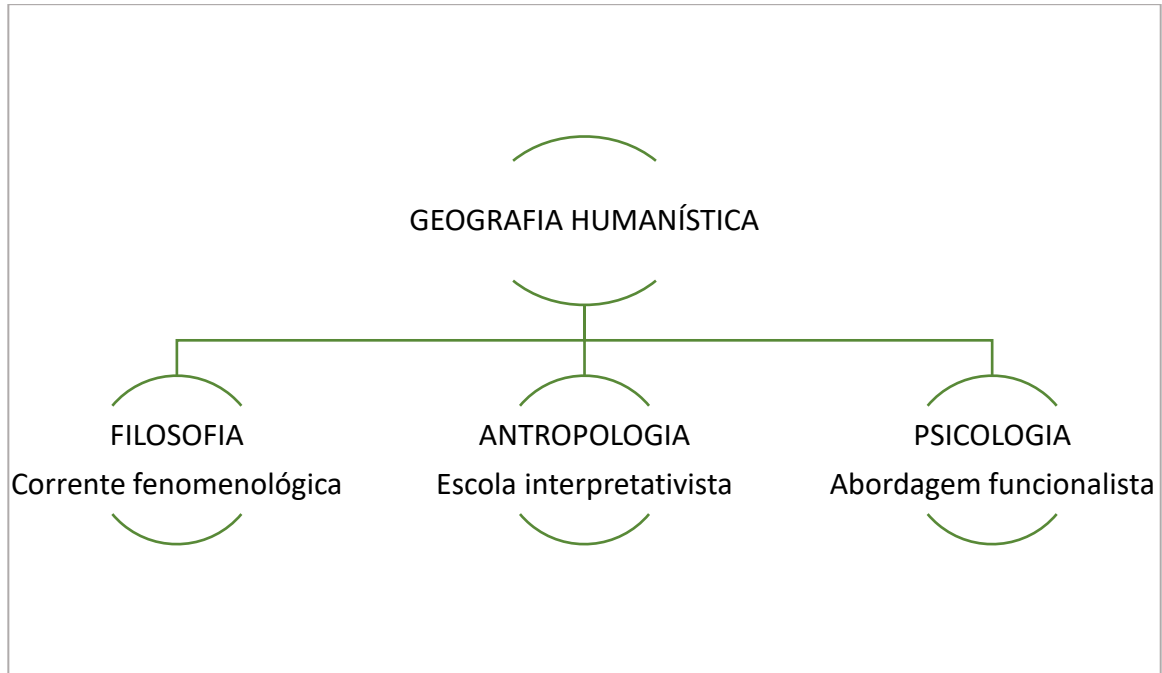 GEOGRAFIA HUMANÍSTICA
FILOSOFIA
Corrente fenomenológica
ANTROPOLOGIA
Escola interpretativista
PSICOLOGIA
Abordagem funcionalista